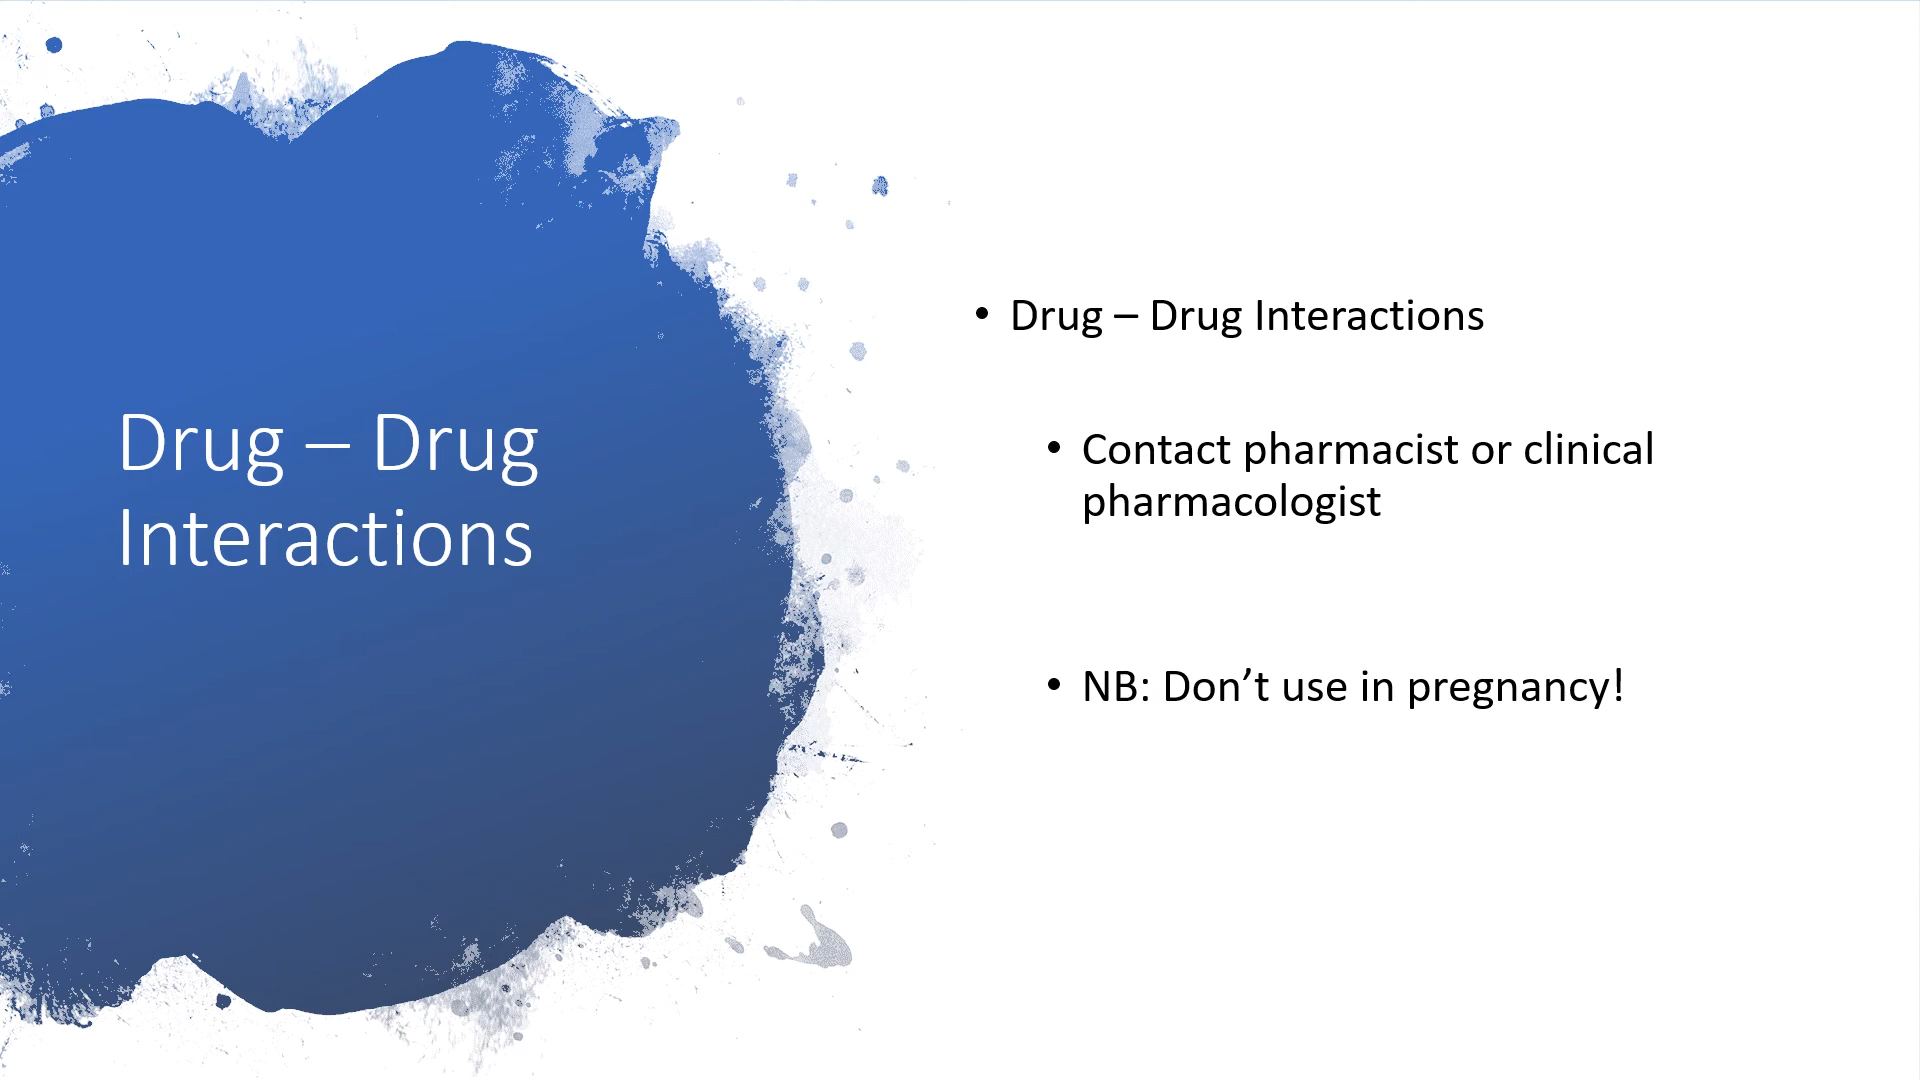 Drug – Drug
Interactions
• Drug – Drug Interactions
• Contact pharmacist or clinical
pharmacologist
• NB: Don’t use in pregnancy!